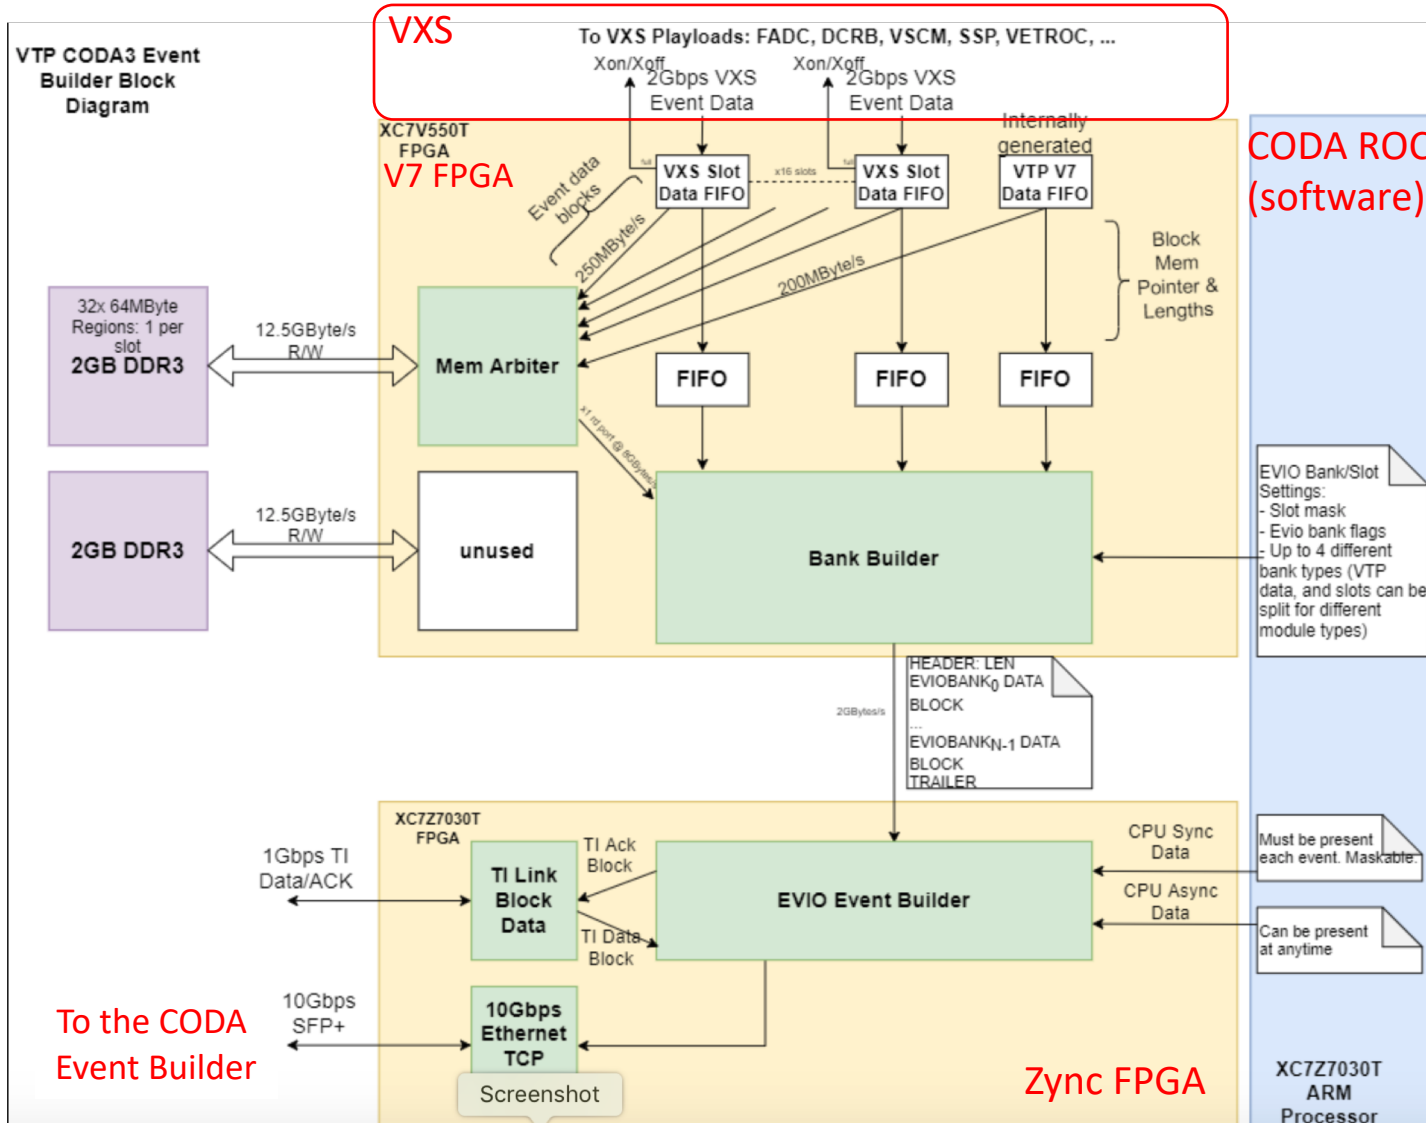 VXS
To VXS Playloads: FADC, DCRB, VSCM, SSP, VETROC, ...
VTP CODA3 Event
Builder Block
Diagram
Xon/Xoff
2Gbps VXS
Event Data
Xon/Xoff
2Gbps VXS
Event Data
Internally
generated
XC7V550T
FPGA
V7 FPGA
CODA ROC
(software)
full
VXS Slot
Data FIFO
x16 slots
full
VXS Slot
Data FIFO
VTP V7
Data FIFO
Event data
blocks
250MByte/s
200MByte/s
Block
Mem
Pointer &
Lengths
32x 64MByte
Regions: 1 per
slot
2GB DDR3
12.5GByte/s
R/W
Mem Arbiter
FIFO
FIFO
FIFO
x1 rd port @ 8GBytes/s
2GB DDR3
12.5GByte/s
R/W
unused
Bank Builder
EVIO Bank/Slot
Settings:
- Slot mask
- Evio bank flags
- Up to 4 different
bank types (VTP
data, and slots can be
split for different
module types)
2GBytes/s
HEADER: LEN
EVIOBANK0 DATA
BLOCK
...
EVIOBANKN-1 DATA
BLOCK
TRAILER
XC7Z7030T
FPGA
1Gbps TI
Data/ACK
TI Link
Block
Data
TI Ack
Block
TI Data
Block
EVIO Event Builder
CPU Sync
Data
CPU Async
Data
Must be present
each event. Maskable.
Can be present
at anytime
To the CODA
Event Builder
10Gbps
SFP+
10Gbps
Ethernet
TCP
Screenshot
Zync FPGA
XC7Z7030T
ARM
Processor